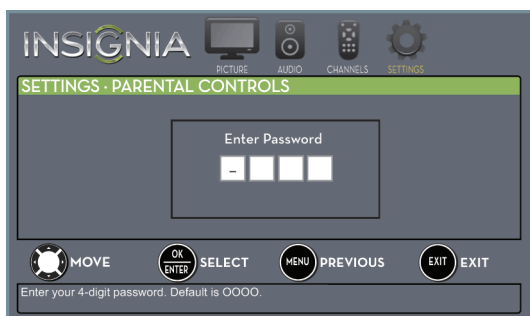 INSIGNIA
PICTURE AUDIO CHANNELS SETTINGS
SETTINGS · PARENTAL CONTROLS
Enter Password
–
MOVE OK ENTER SELECT MENU PREVIOUS EXIT EXIT
Enter your 4-digit password. Default is OOOO.